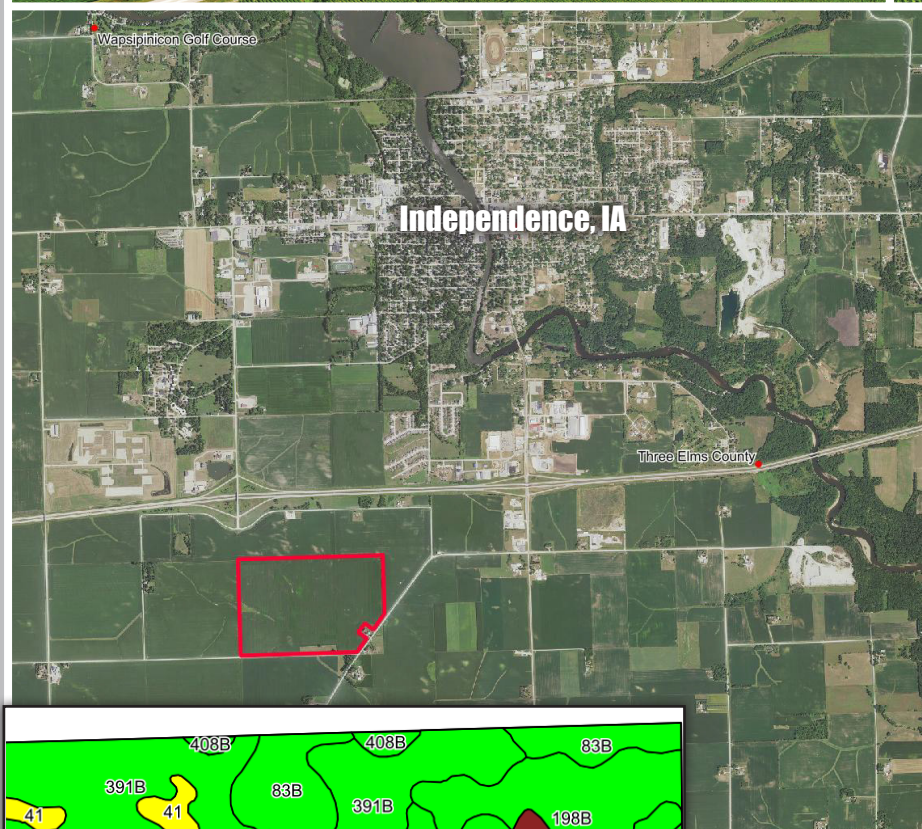 Wapsipinicon Golf Course
Independence, IA
Three Elms County
408B
408B
83B
391B
83B
391B
41
41
198B